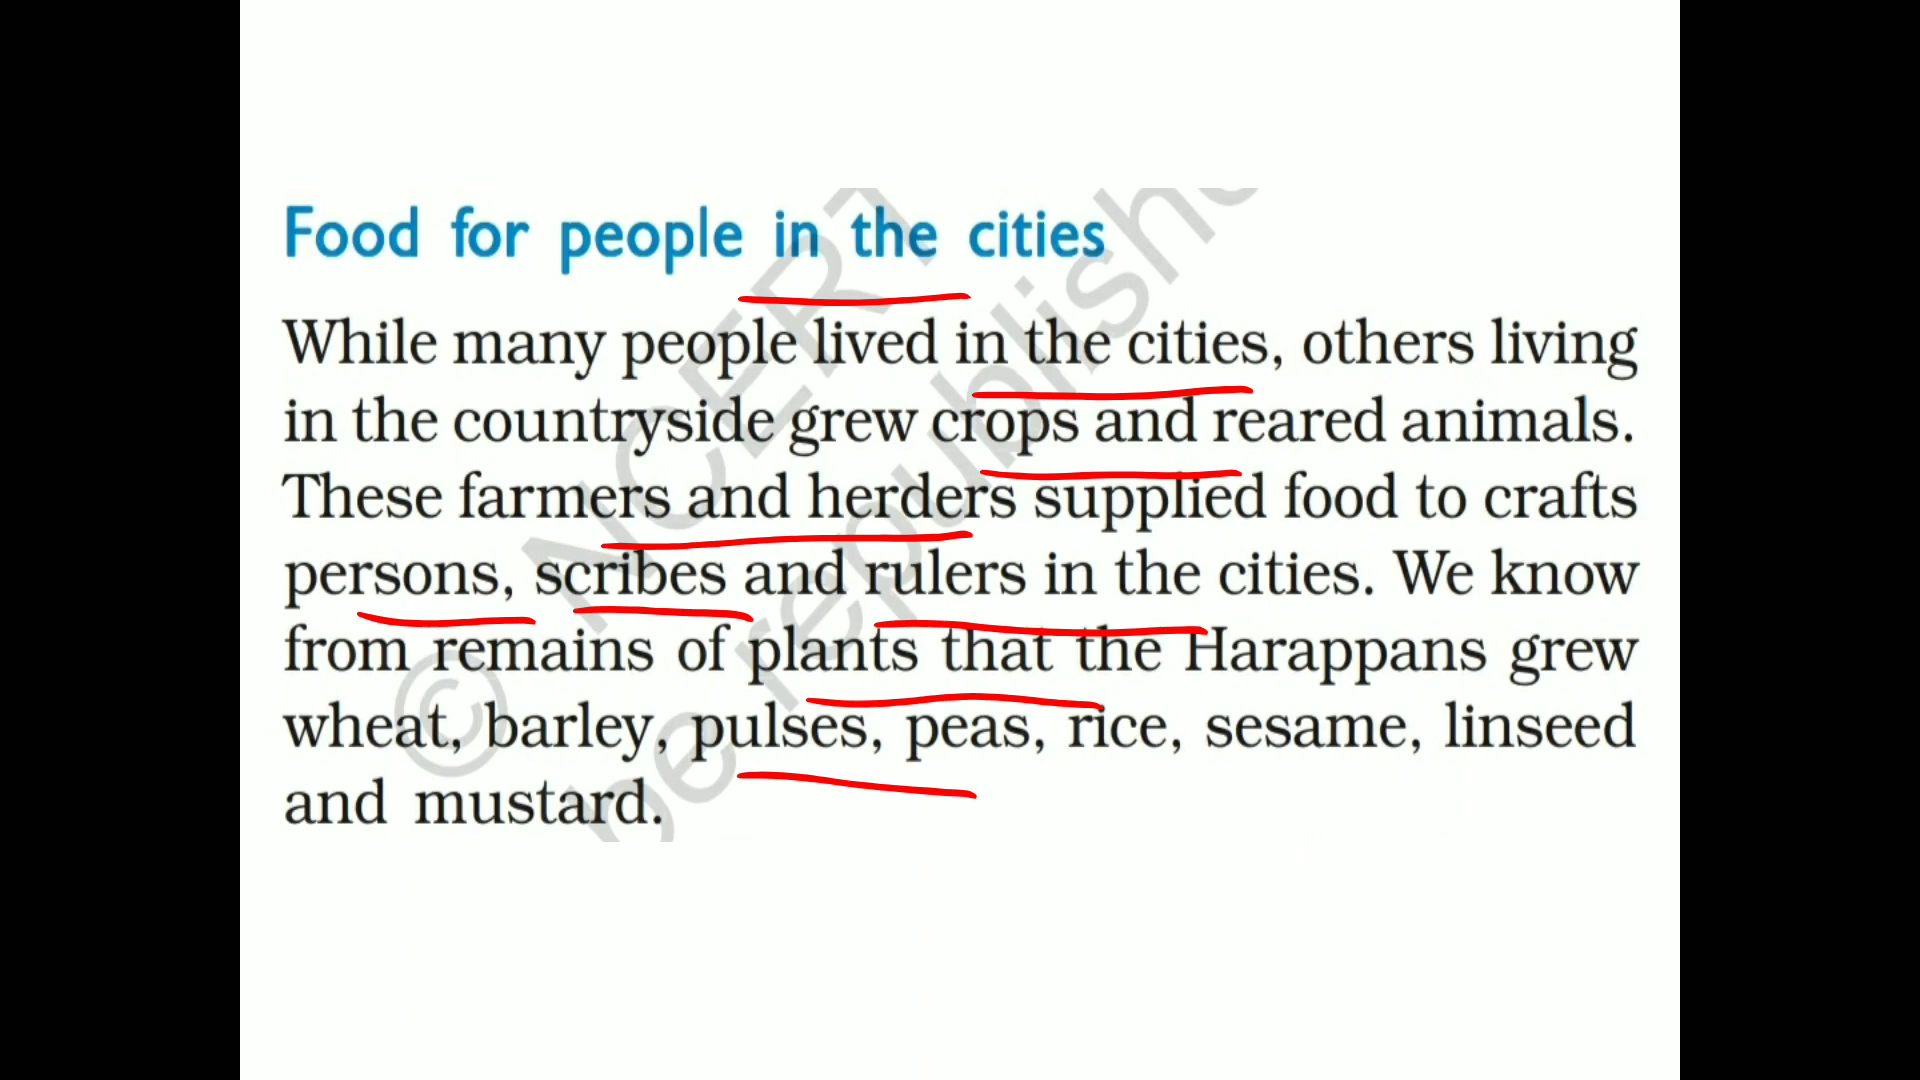 Food for people in the cities
While many people lived in the cities, others living
in the countryside grew crops and reared animals.
These farmers and herders supplied food to crafts
persons, scribes and rulers in the cities. We know
from remains of plants that the Harappans grew
wheat, barley, pulses, peas, rice, sesame, linseed
and mustard.
© NCERT
be republishe